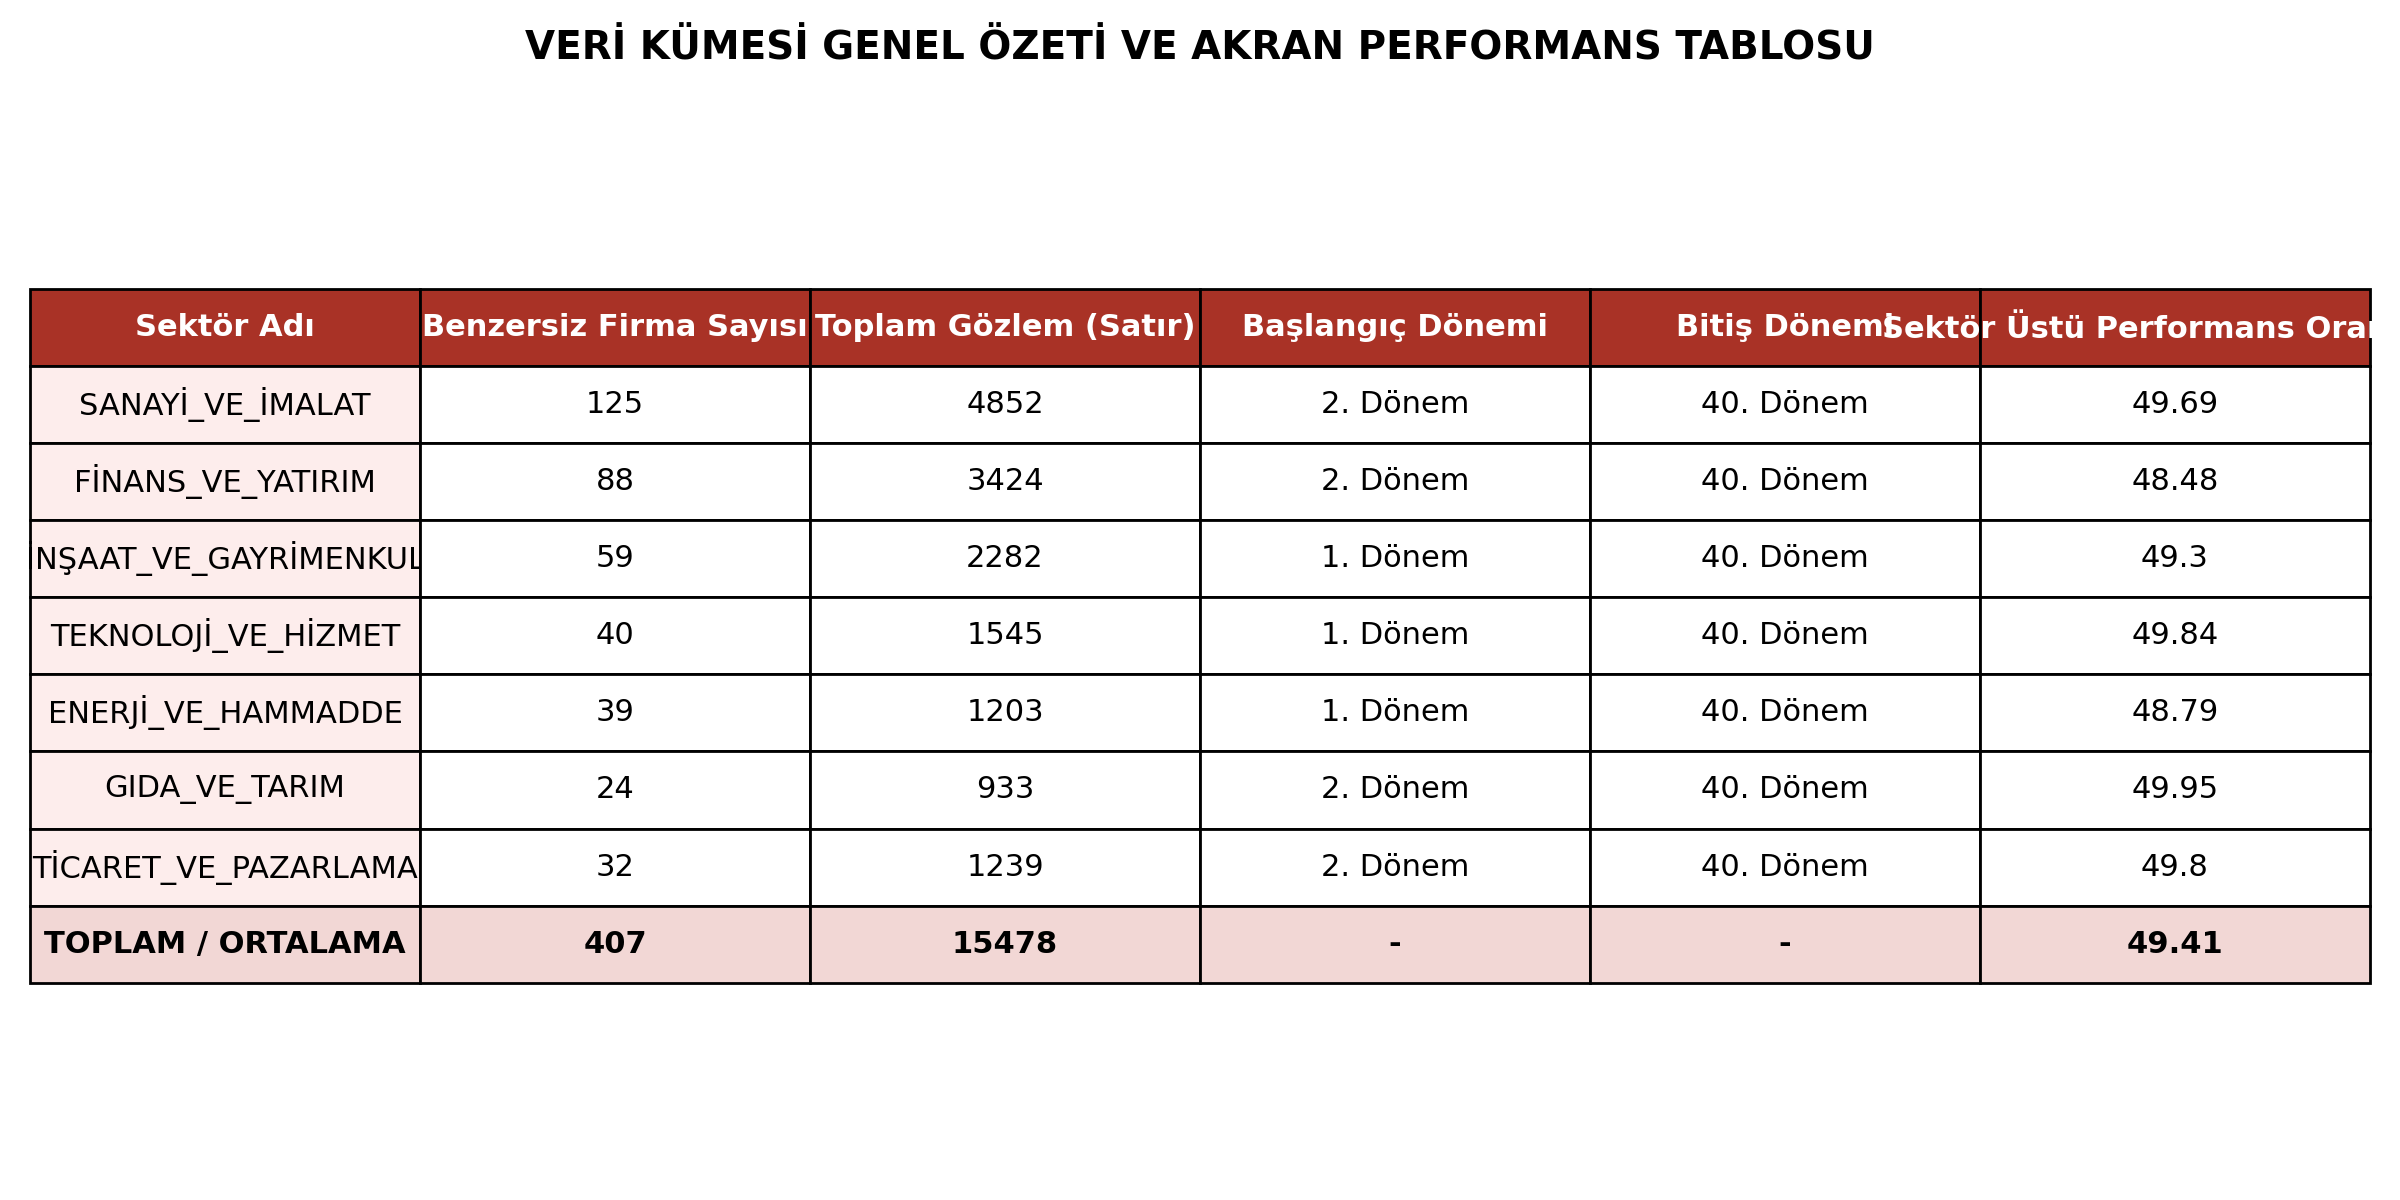 VERİ KÜMESİ GENEL ÖZETİ VE AKRAN PERFORMANS TABLOSU
Sektör Adı Benzersiz Firma Sayısı Toplam Gözlem (Satır) Başlangıç Dönemi Bitiş Dönemi Sektör Üstü Performans Oran
SANAYİ_VE_İMALAT 125 4852 2. Dönem 40. Dönem 49.69
FİNANS_VE_YATIRIM 88 3424 2. Dönem 40. Dönem 48.48
İNŞAAT_VE_GAYRİMENKUL 59 2282 1. Dönem 40. Dönem 49.3
TEKNOLOJİ_VE_HİZMET 40 1545 1. Dönem 40. Dönem 49.84
ENERJİ_VE_HAMMADDE 39 1203 1. Dönem 40. Dönem 48.79
GIDA_VE_TARIM 24 933 2. Dönem 40. Dönem 49.95
TİCARET_VE_PAZARLAMA 32 1239 2. Dönem 40. Dönem 49.8
TOPLAM / ORTALAMA 407 15478 - - 49.41